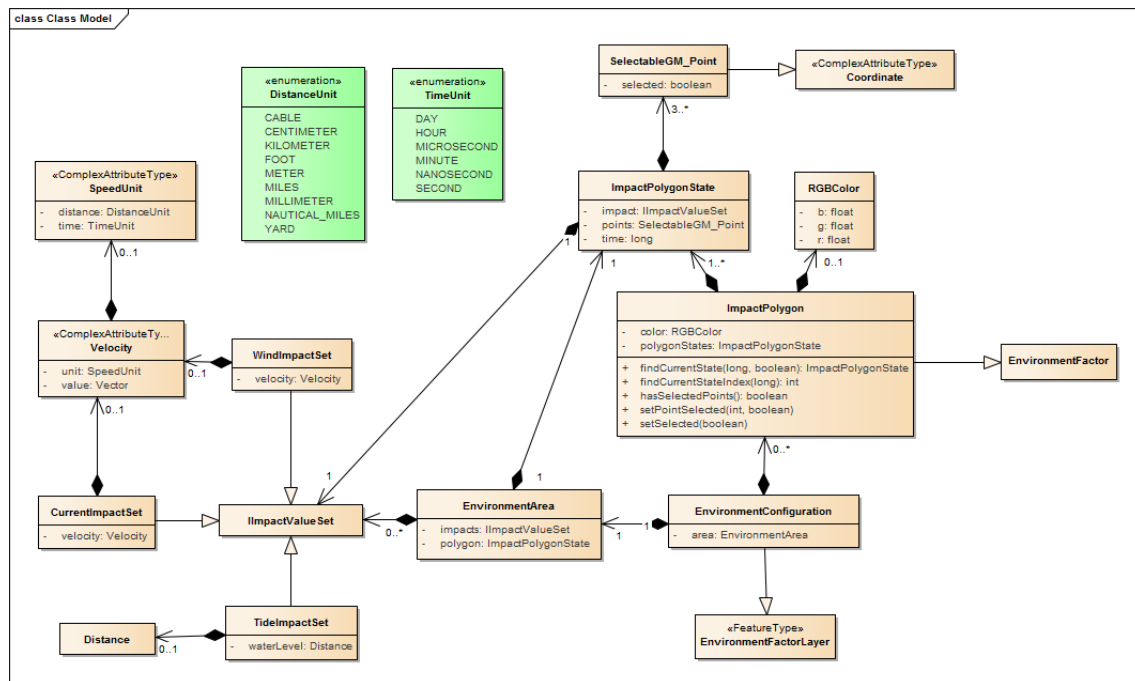 class Class Model
SelectableGM_Point
- selected: boolean
«ComplexAttributeType»
Coordinate
«enumeration»
DistanceUnit
CABLE
CENTIMETER
KILOMETER
FOOT
METER
MILES
MILLIMETER
NAUTICAL_MILES
YARD
«enumeration»
TimeUnit
DAY
HOUR
MICROSECOND
MINUTE
NANOSECOND
SECOND
3..*
«ComplexAttributeType»
SpeedUnit
- distance: DistanceUnit
- time: TimeUnit
0..1
ImpactPolygonState
- impact: IImpactValueSet
- points: SelectableGM_Point
- time: long
1
1
1..*
RGBColor
- b: float
- g: float
- r: float
0..1
ImpactPolygon
- color: RGBColor
- polygonStates: ImpactPolygonState
+ findCurrentState(long, boolean): ImpactPolygonState
+ findCurrentStateIndex(long): int
+ hasSelectedPoints(): boolean
+ setPointSelected(int, boolean)
+ setSelected(boolean)
EnvironmentFactor
«ComplexAttributeTy...
Velocity
- unit: SpeedUnit
- value: Vector
0..1
0..1
WindImpactSet
- velocity: Velocity
0..*
1
1
CurrentImpactSet
- velocity: Velocity
IImpactValueSet
0..*
EnvironmentArea
- impacts: IImpactValueSet
- polygon: ImpactPolygonState
1
1
EnvironmentConfiguration
- area: EnvironmentArea
Distance
0..1
TideImpactSet
- waterLevel: Distance
«FeatureType»
EnvironmentFactorLayer